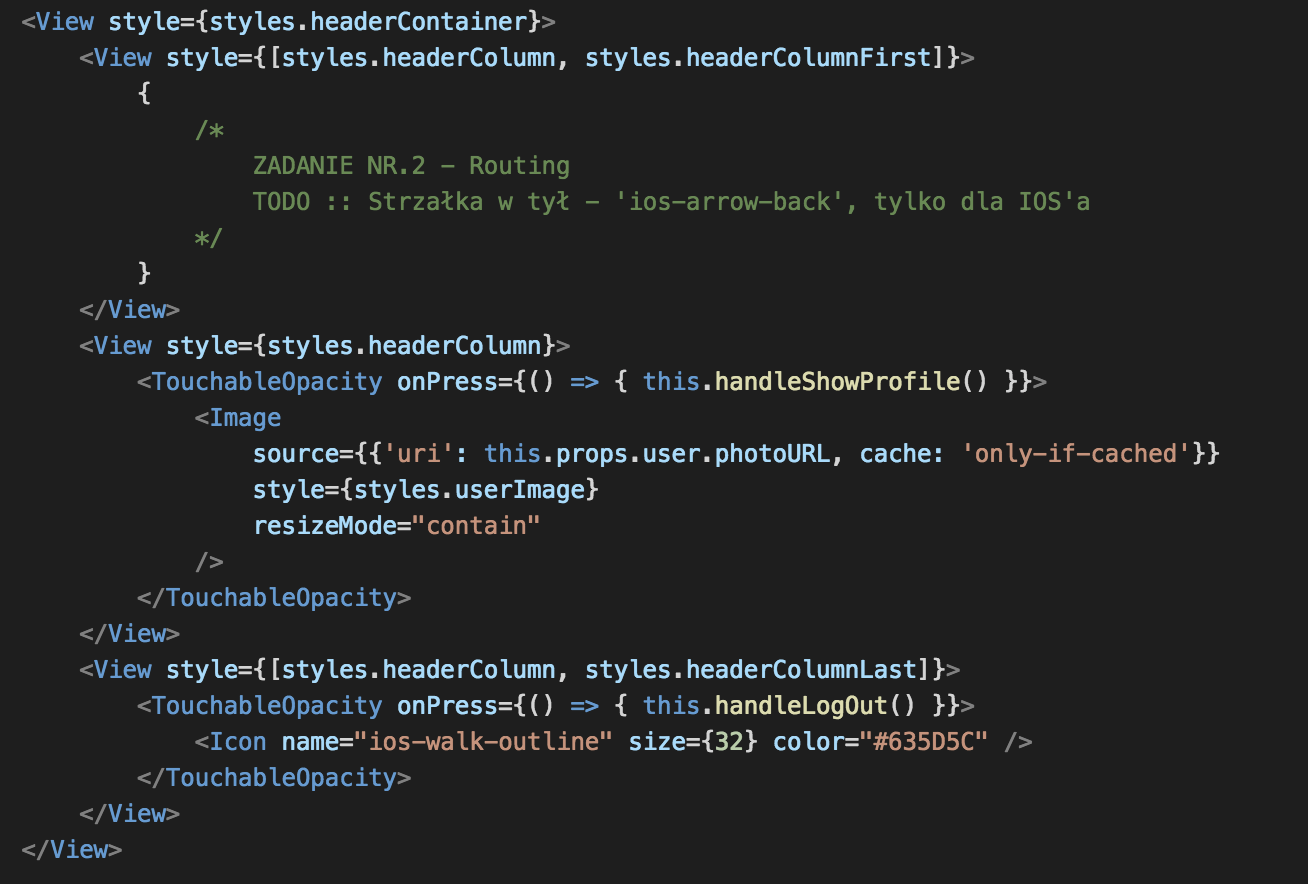 <View style={styles.headerContainer}>
    <View style={[styles.headerColumn, styles.headerColumnFirst]}>
        {
            /*
                ZADANIE NR.2 - Routing
                TODO :: Strzałka w tył - 'ios-arrow-back', tylko dla IOS'a
            */
        }
    </View>
    <View style={styles.headerColumn}>
        <TouchableOpacity onPress={() => { this.handleShowProfile() }}>
            <Image
                source={{'uri': this.props.user.photoURL, cache: 'only-if-cached'}}
                style={styles.userImage}
                resizeMode="contain"
            />
        </TouchableOpacity>
    </View>
    <View style={[styles.headerColumn, styles.headerColumnLast]}>
        <TouchableOpacity onPress={() => { this.handleLogOut() }}>
            <Icon name="ios-walk-outline" size={32} color="#635D5C" />
        </TouchableOpacity>
    </View>
</View>